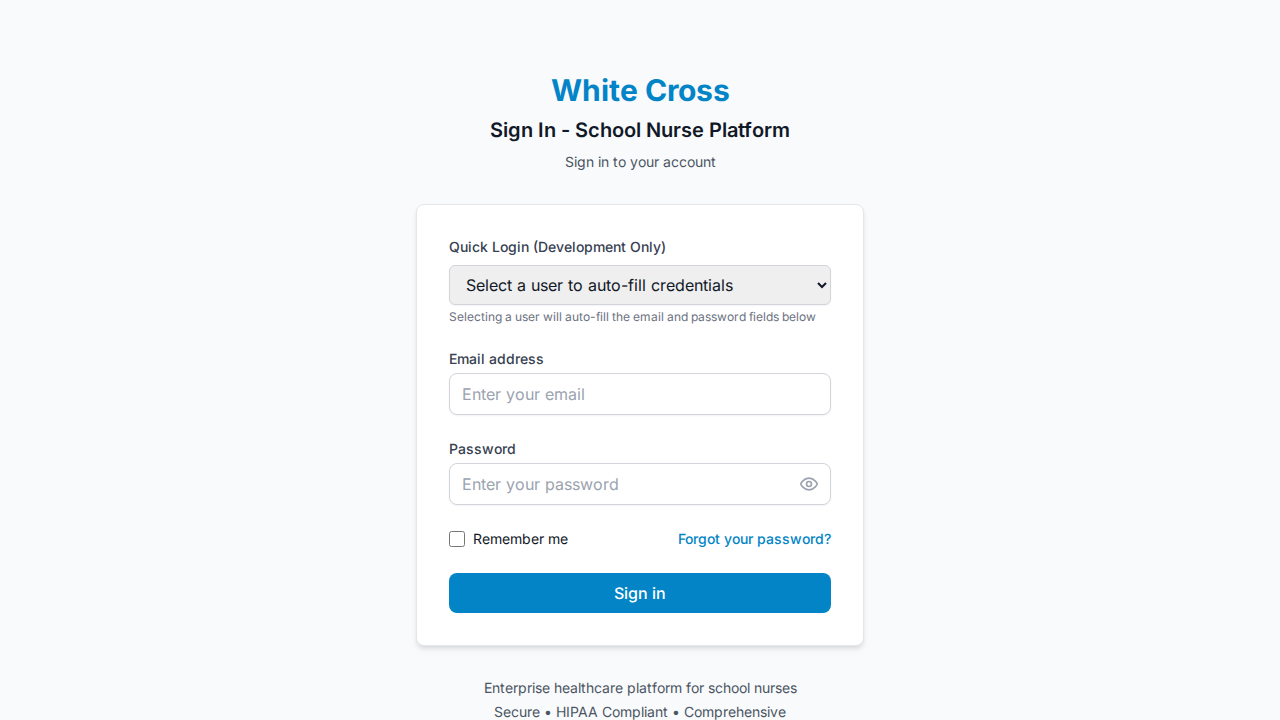 White Cross
Sign In - School Nurse Platform
Sign in to your account
Quick Login (Development Only)
Select a user to auto-fill credentials
Selecting a user will auto-fill the email and password fields below
Email address
Enter your email
Password
Enter your password
Remember me
Forgot your password?
Sign in
Enterprise healthcare platform for school nurses
Secure • HIPAA Compliant • Comprehensive